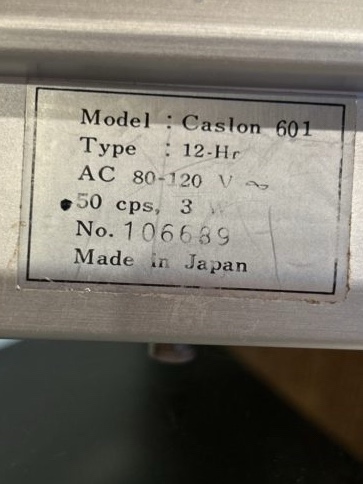 Model : Caslon 601
Type : 12-Hr
AC 80-120 V ~
•50 cps, 3 W
No. 106689
Made in Japan